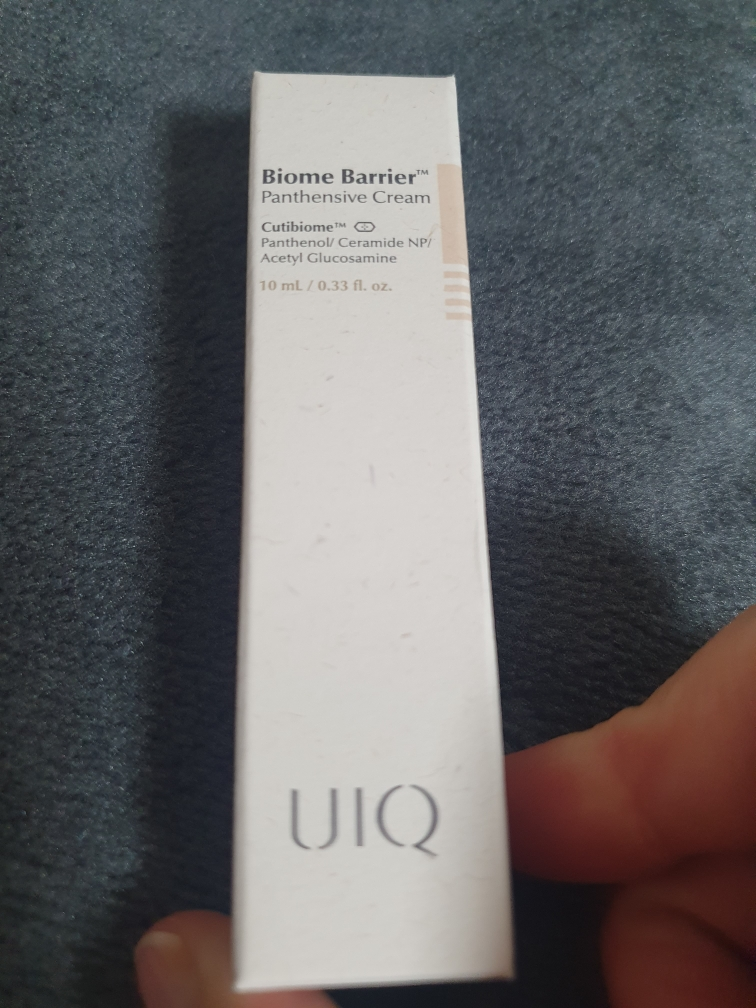 Biome Barrier™
Panthensive Cream
Cutibiome™
Panthenol/ Ceramide NP/
Acetyl Glucosamine
10 mL / 0.33 fl. oz.
UIQ